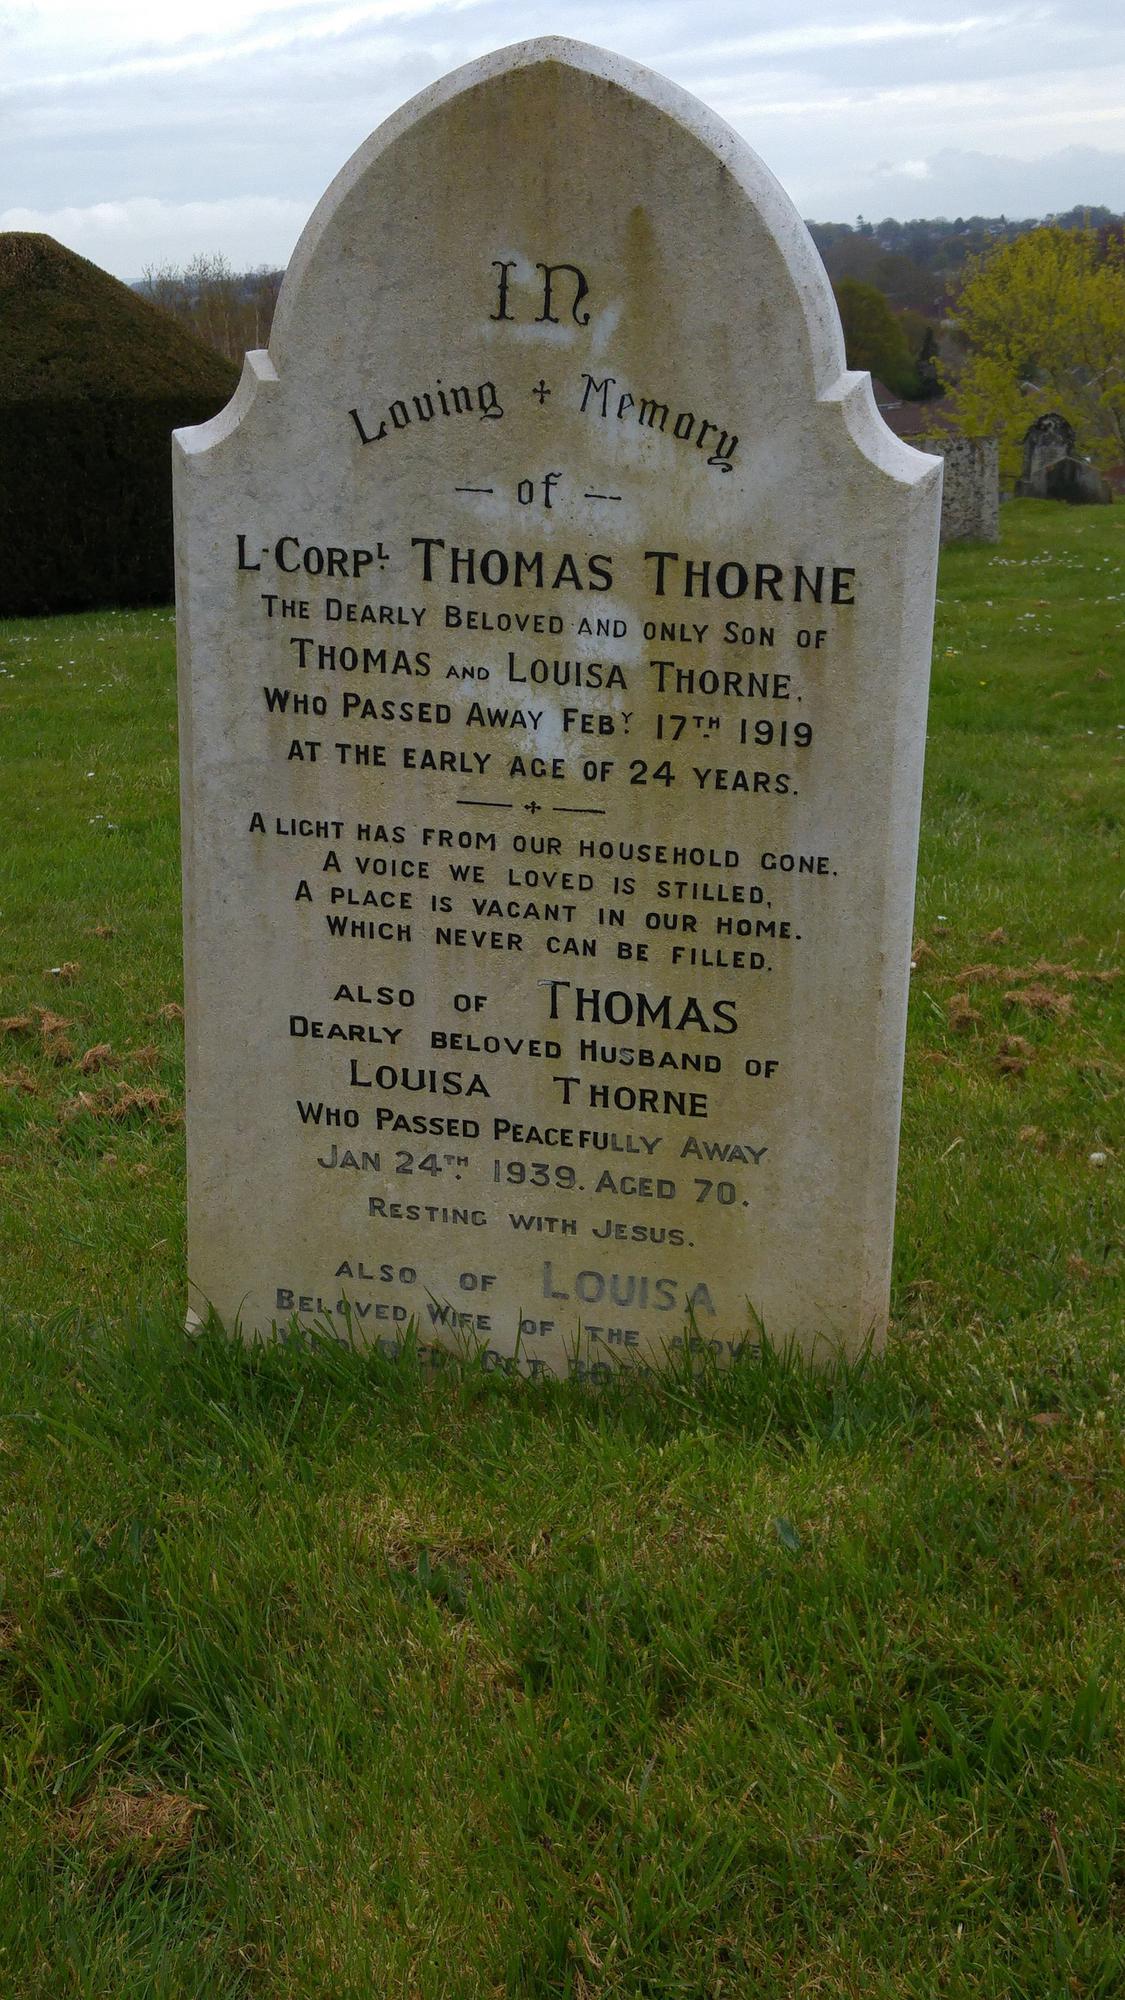 In
Loving + Memory
— of —
L-CORPL. THOMAS THORNE
THE DEARLY BELOVED AND ONLY SON OF
THOMAS AND LOUISA THORNE,
WHO PASSED AWAY FEBY. 17TH. 1919
AT THE EARLY AGE OF 24 YEARS.
A LIGHT HAS FROM OUR HOUSEHOLD GONE,
A VOICE WE LOVED IS STILLED,
A PLACE IS VACANT IN OUR HOME.
WHICH NEVER CAN BE FILLED.
ALSO OF THOMAS
DEARLY BELOVED HUSBAND OF
LOUISA THORNE
WHO PASSED PEACEFULLY AWAY
JAN 24TH. 1939. AGED 70.
RESTING WITH JESUS.
ALSO OF LOUISA
BELOVED WIFE OF THE ABOVE
WHO DIED OCT. 30TH